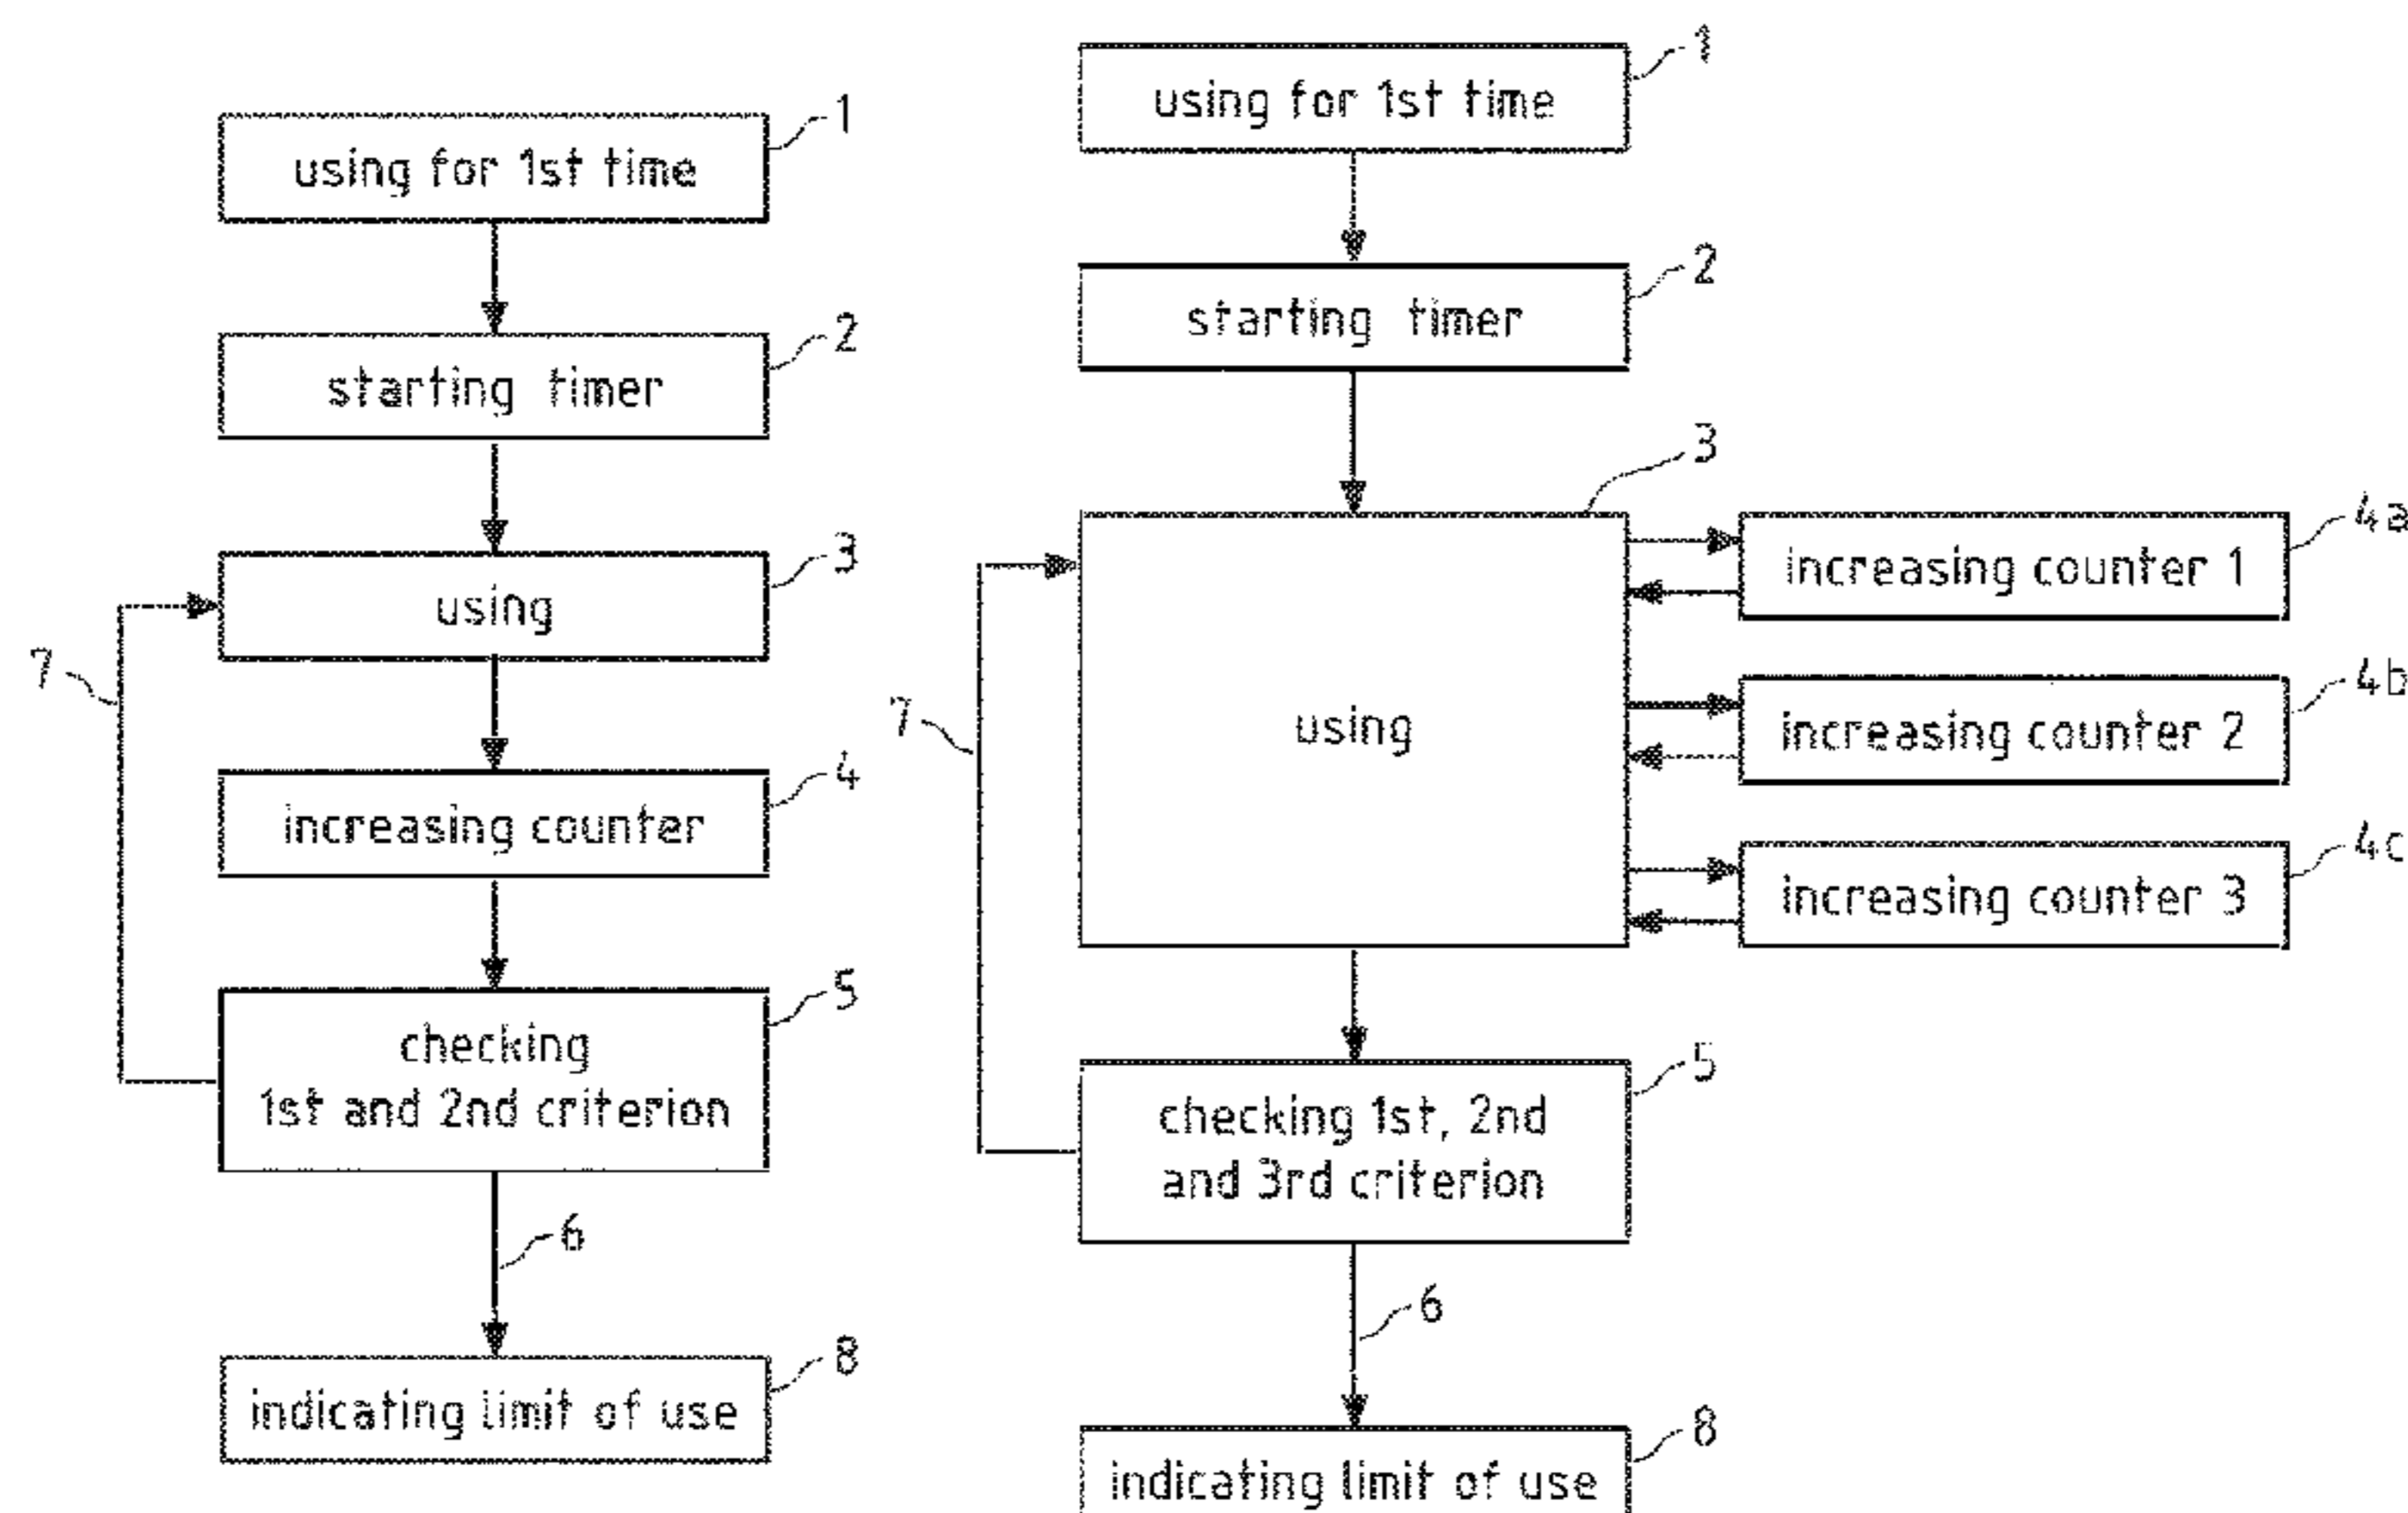 1
using for 1st time
2
starting timer
3
using
7
4
increasing counter
5
checking
1st and 2nd criterion
6
8
indicating limit of use
1
using for 1st time
2
starting timer
3
using
7
4a
increasing counter 1
4b
increasing counter 2
4c
increasing counter 3
5
checking 1st, 2nd
and 3rd criterion
6
8
indicating limit of use